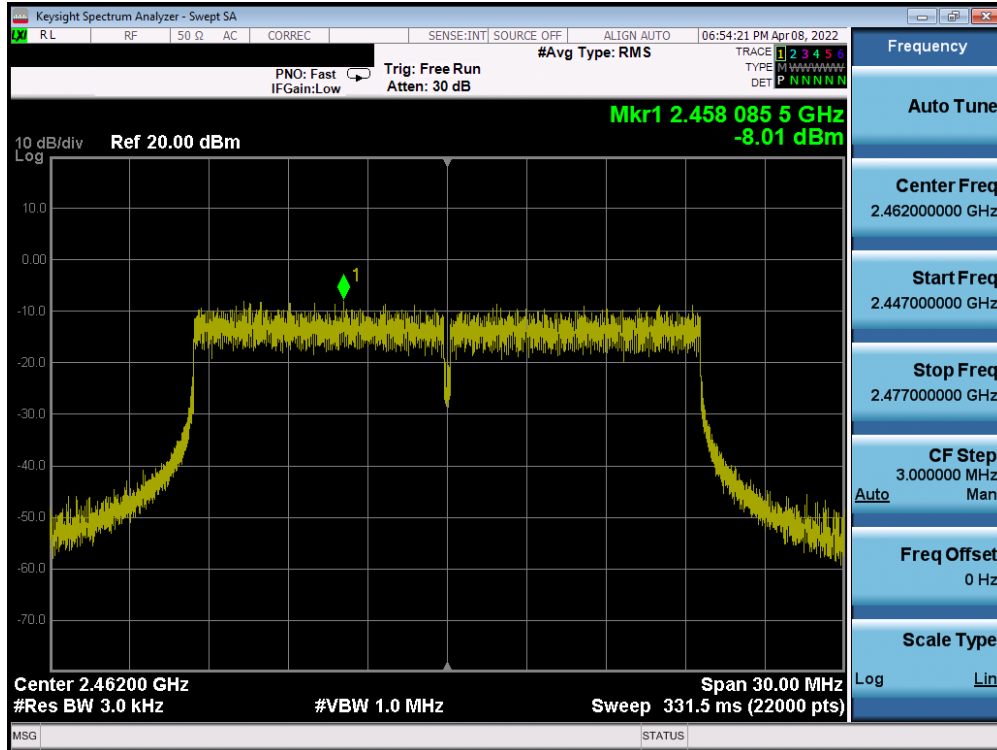 Keysight Spectrum Analyzer - Swept SA
LXI RL RF 50 Ω AC CORREC SENSE:INT SOURCE OFF ALIGN AUTO 06:54:21 PM Apr 08, 2022
PNO: Fast
IFGain:Low
Trig: Free Run
Atten: 30 dB
#Avg Type: RMS
TRACE 1 2 3 4 5 6
TYPE M WWWWW
DET P N N N N N
Mkr1 2.458 085 5 GHz
-8.01 dBm
10 dB/div Ref 20.00 dBm
Log
10.0
0.00
-10.0
-20.0
-30.0
-40.0
-50.0
-60.0
-70.0
1
Center 2.46200 GHz Span 30.00 MHz
#Res BW 3.0 kHz #VBW 1.0 MHz Sweep 331.5 ms (22000 pts)
MSG STATUS
Frequency
Auto Tune
Center Freq
2.462000000 GHz
Start Freq
2.447000000 GHz
Stop Freq
2.477000000 GHz
CF Step
3.000000 MHz
Auto Man
Freq Offset
0 Hz
Scale Type
Log Lin